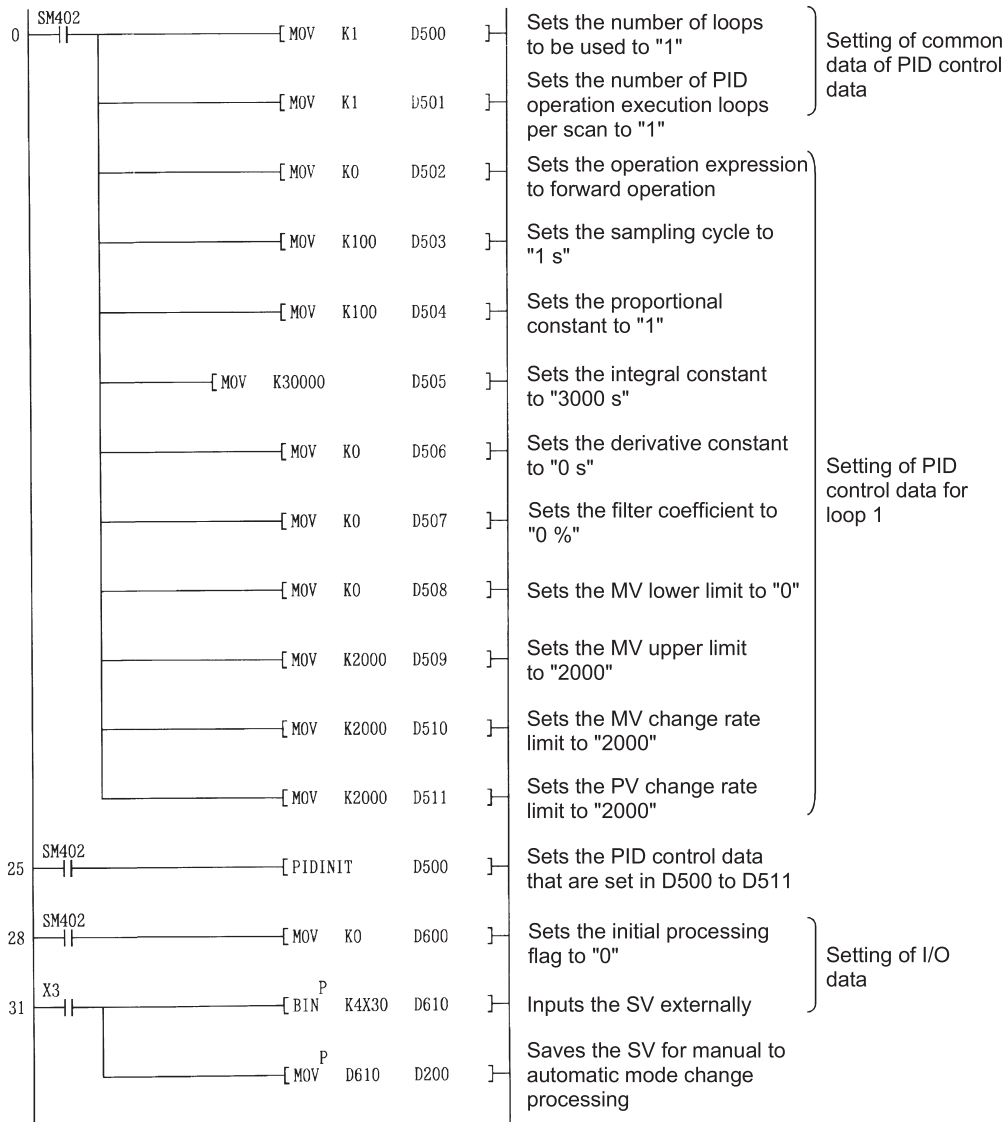 SM402
0 [ MOV K1 D500 ] Sets the number of loops
to be used to "1"
Setting of common
data of PID control
data
[ MOV K1 D501 ] Sets the number of PID
operation execution loops
per scan to "1"
[ MOV K0 D502 ] Sets the operation expression
to forward operation
[ MOV K100 D503 ] Sets the sampling cycle to
"1 s"
[ MOV K100 D504 ] Sets the proportional
constant to "1"
[ MOV K30000 D505 ] Sets the integral constant
to "3000 s"
[ MOV K0 D506 ] Sets the derivative constant
to "0 s"
Setting of PID
control data for
loop 1
[ MOV K0 D507 ] Sets the filter coefficient to
"0 %"
[ MOV K0 D508 ] Sets the MV lower limit to "0"
[ MOV K2000 D509 ] Sets the MV upper limit
to "2000"
[ MOV K2000 D510 ] Sets the MV change rate
limit to "2000"
[ MOV K2000 D511 ] Sets the PV change rate
limit to "2000"
SM402
25 [ PIDINIT D500 ] Sets the PID control data
that are set in D500 to D511
SM402
28 [ MOV K0 D600 ] Sets the initial processing
flag to "0"
Setting of I/O
data
X3 P
31 [ BIN K4X30 D610 ] Inputs the SV externally
P
[ MOV D610 D200 ] Saves the SV for manual to
automatic mode change
processing